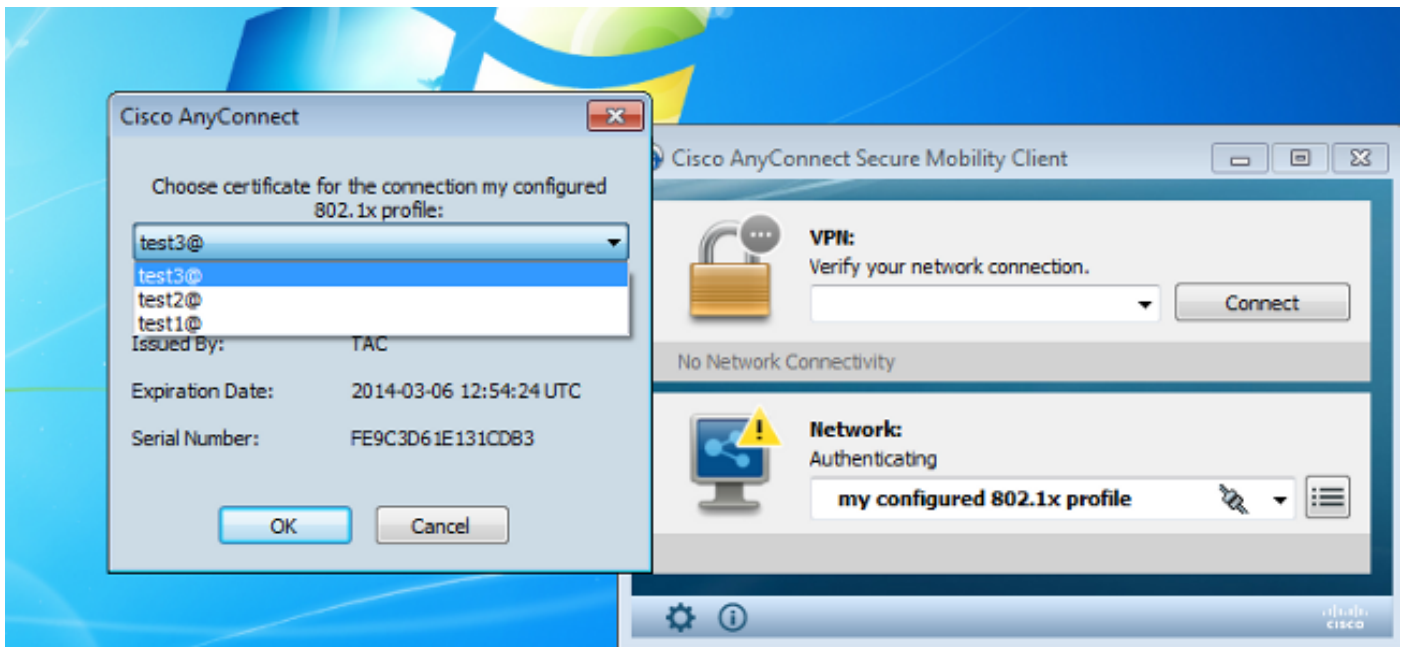 Cisco AnyConnect
Choose certificate for the connection my configured
802.1x profile:
test3@
test3@
test2@
test1@
Issued By: TAC
Expiration Date: 2014-03-06 12:54:24 UTC
Serial Number: FE9C3D61E131CDB3
OK Cancel
Cisco AnyConnect Secure Mobility Client
VPN:
Verify your network connection.
Connect
No Network Connectivity
Network:
Authenticating
my configured 802.1x profile
CISCO